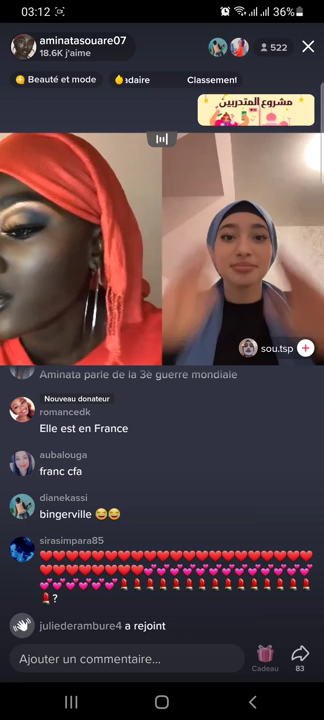 03:12
36%
aminatasouare07
18.6K j'aime
522
Beauté et mode
adaire
Classement
مشروع المتدربين
sou.tsp
Aminata parle de la 3è guerre mondiale
Nouveau donateur
romancedk
Elle est en France
aubalouga
franc cfa
dianekassi
bingerville 😂😂
sirasimpara85
❤️❤️❤️❤️❤️❤️❤️❤️❤️❤️❤️❤️❤️❤️❤️❤️❤️❤️❤️❤️❤️
❤️❤️❤️❤️❤️❤️❤️❤️💕💕💕💕💕💕💕💕💕💕💕💕💕
💕💕💕💕💕💕💄💄💄💄💄💄💄💄💄💄💄💄💄💄💄
💄?
juliederambure4 a rejoint
Ajouter un commentaire...
Cadeau
83